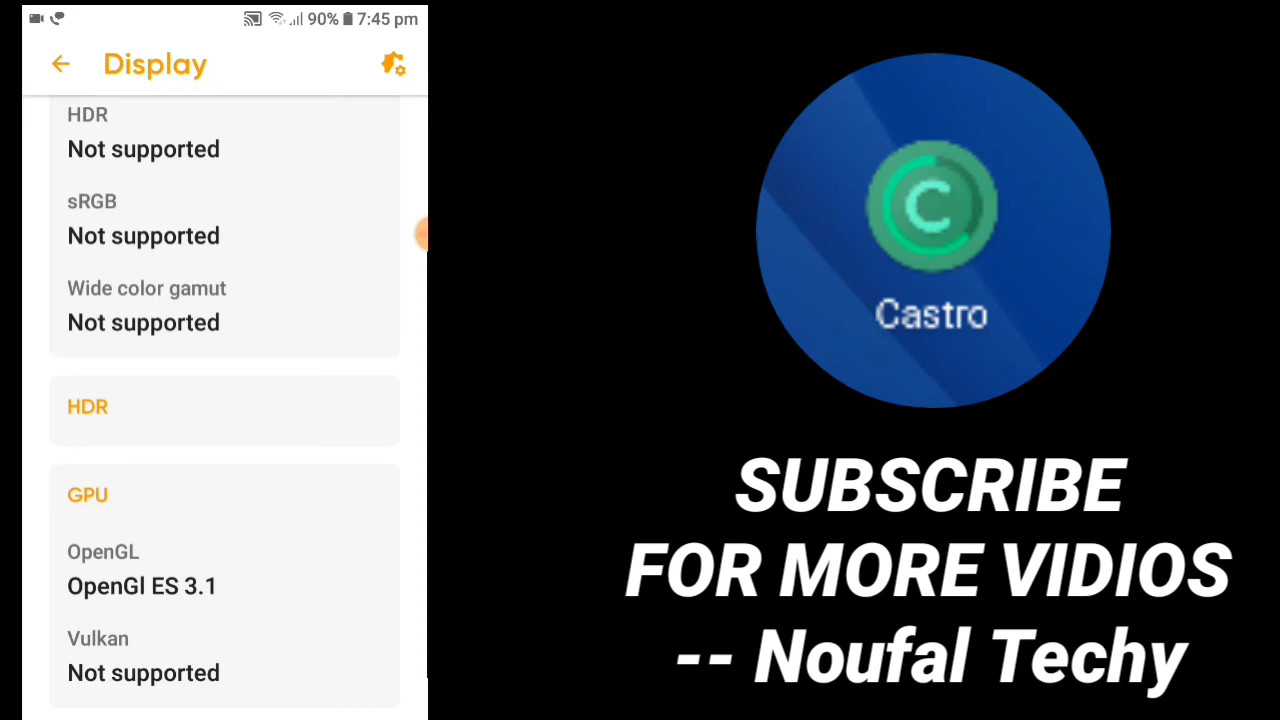 90% 7:45 pm
Display
HDR
Not supported
sRGB
Not supported
Wide color gamut
Not supported
HDR
GPU
OpenGL
OpenGl ES 3.1
Vulkan
Not supported
C
Castro
SUBSCRIBE
FOR MORE VIDIOS
-- Noufal Techy